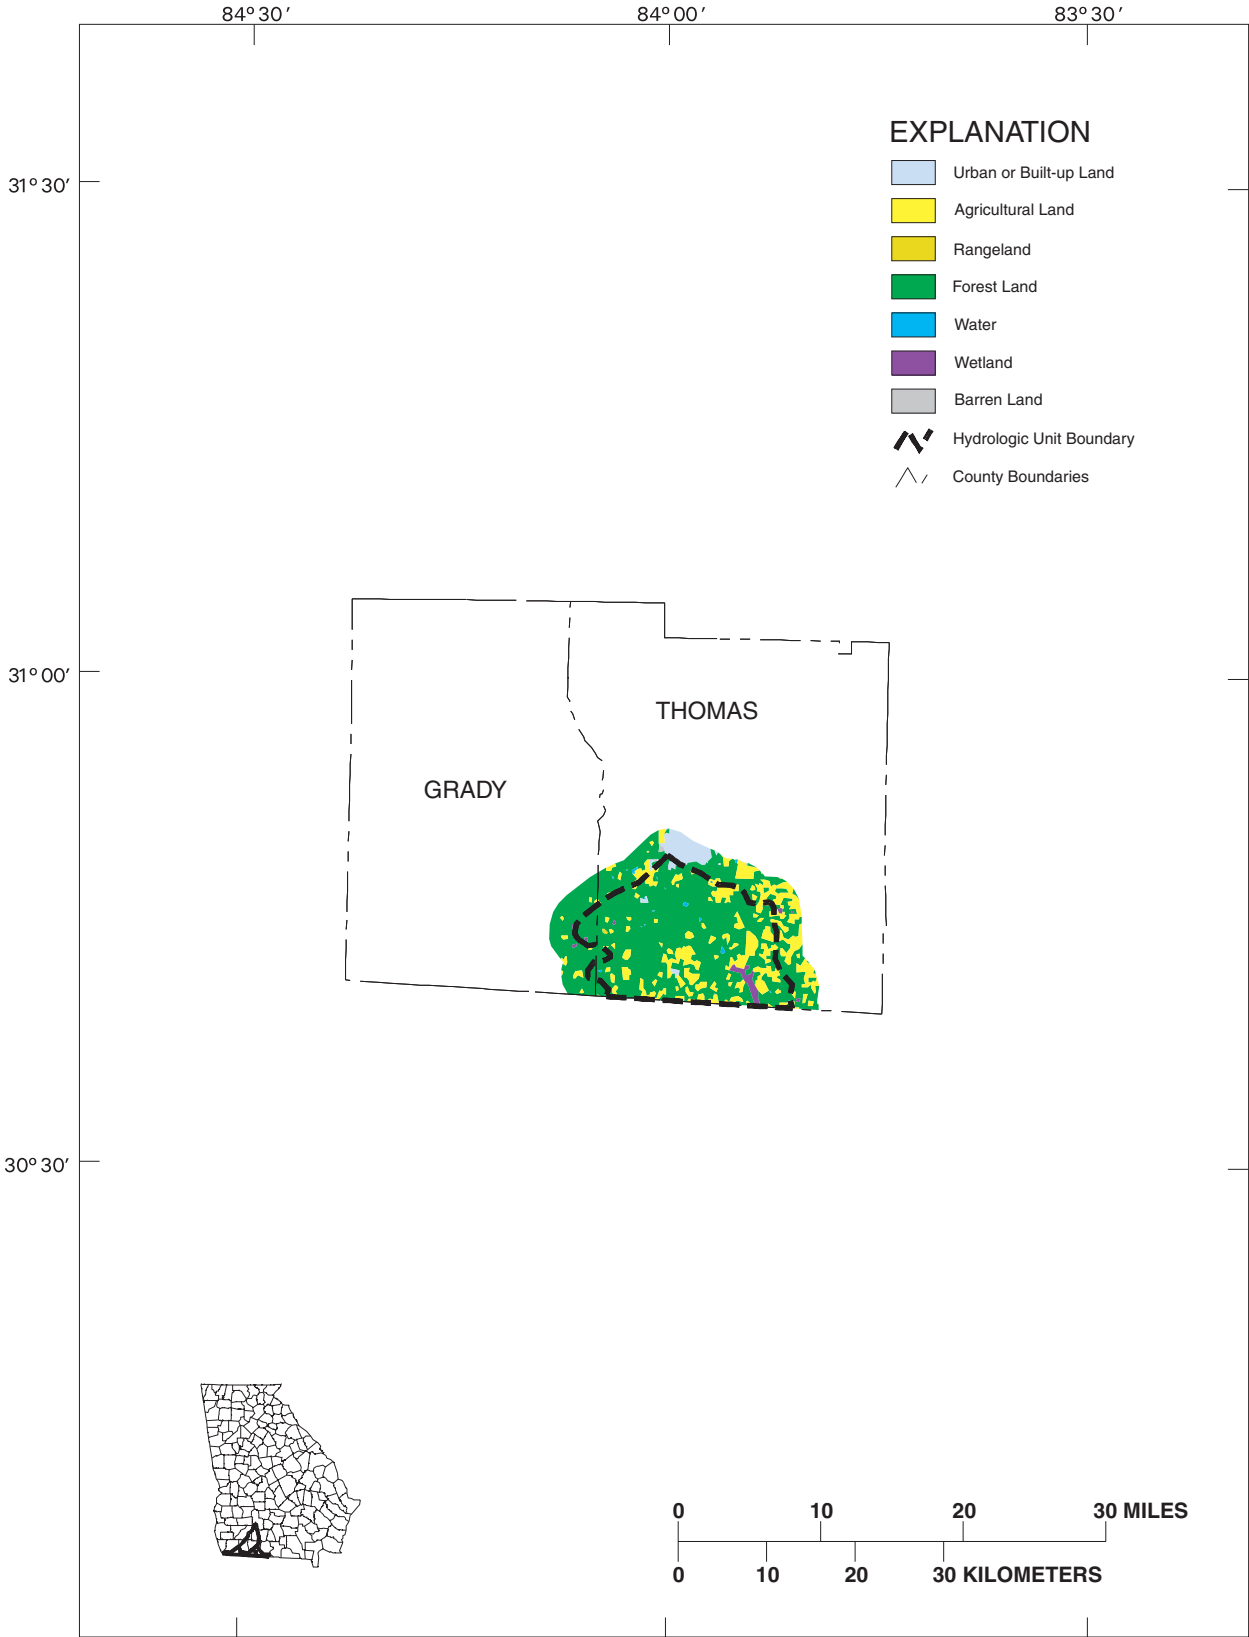 84° 30′ 84° 00′ 83° 30′
EXPLANATION
Urban or Built-up Land
31° 30′
Agricultural Land
Rangeland
Forest Land
Water
Wetland
Barren Land
Hydrologic Unit Boundary
County Boundaries
31° 00′
THOMAS
GRADY
30° 30′
0 10 20 30 MILES
0 10 20 30 KILOMETERS